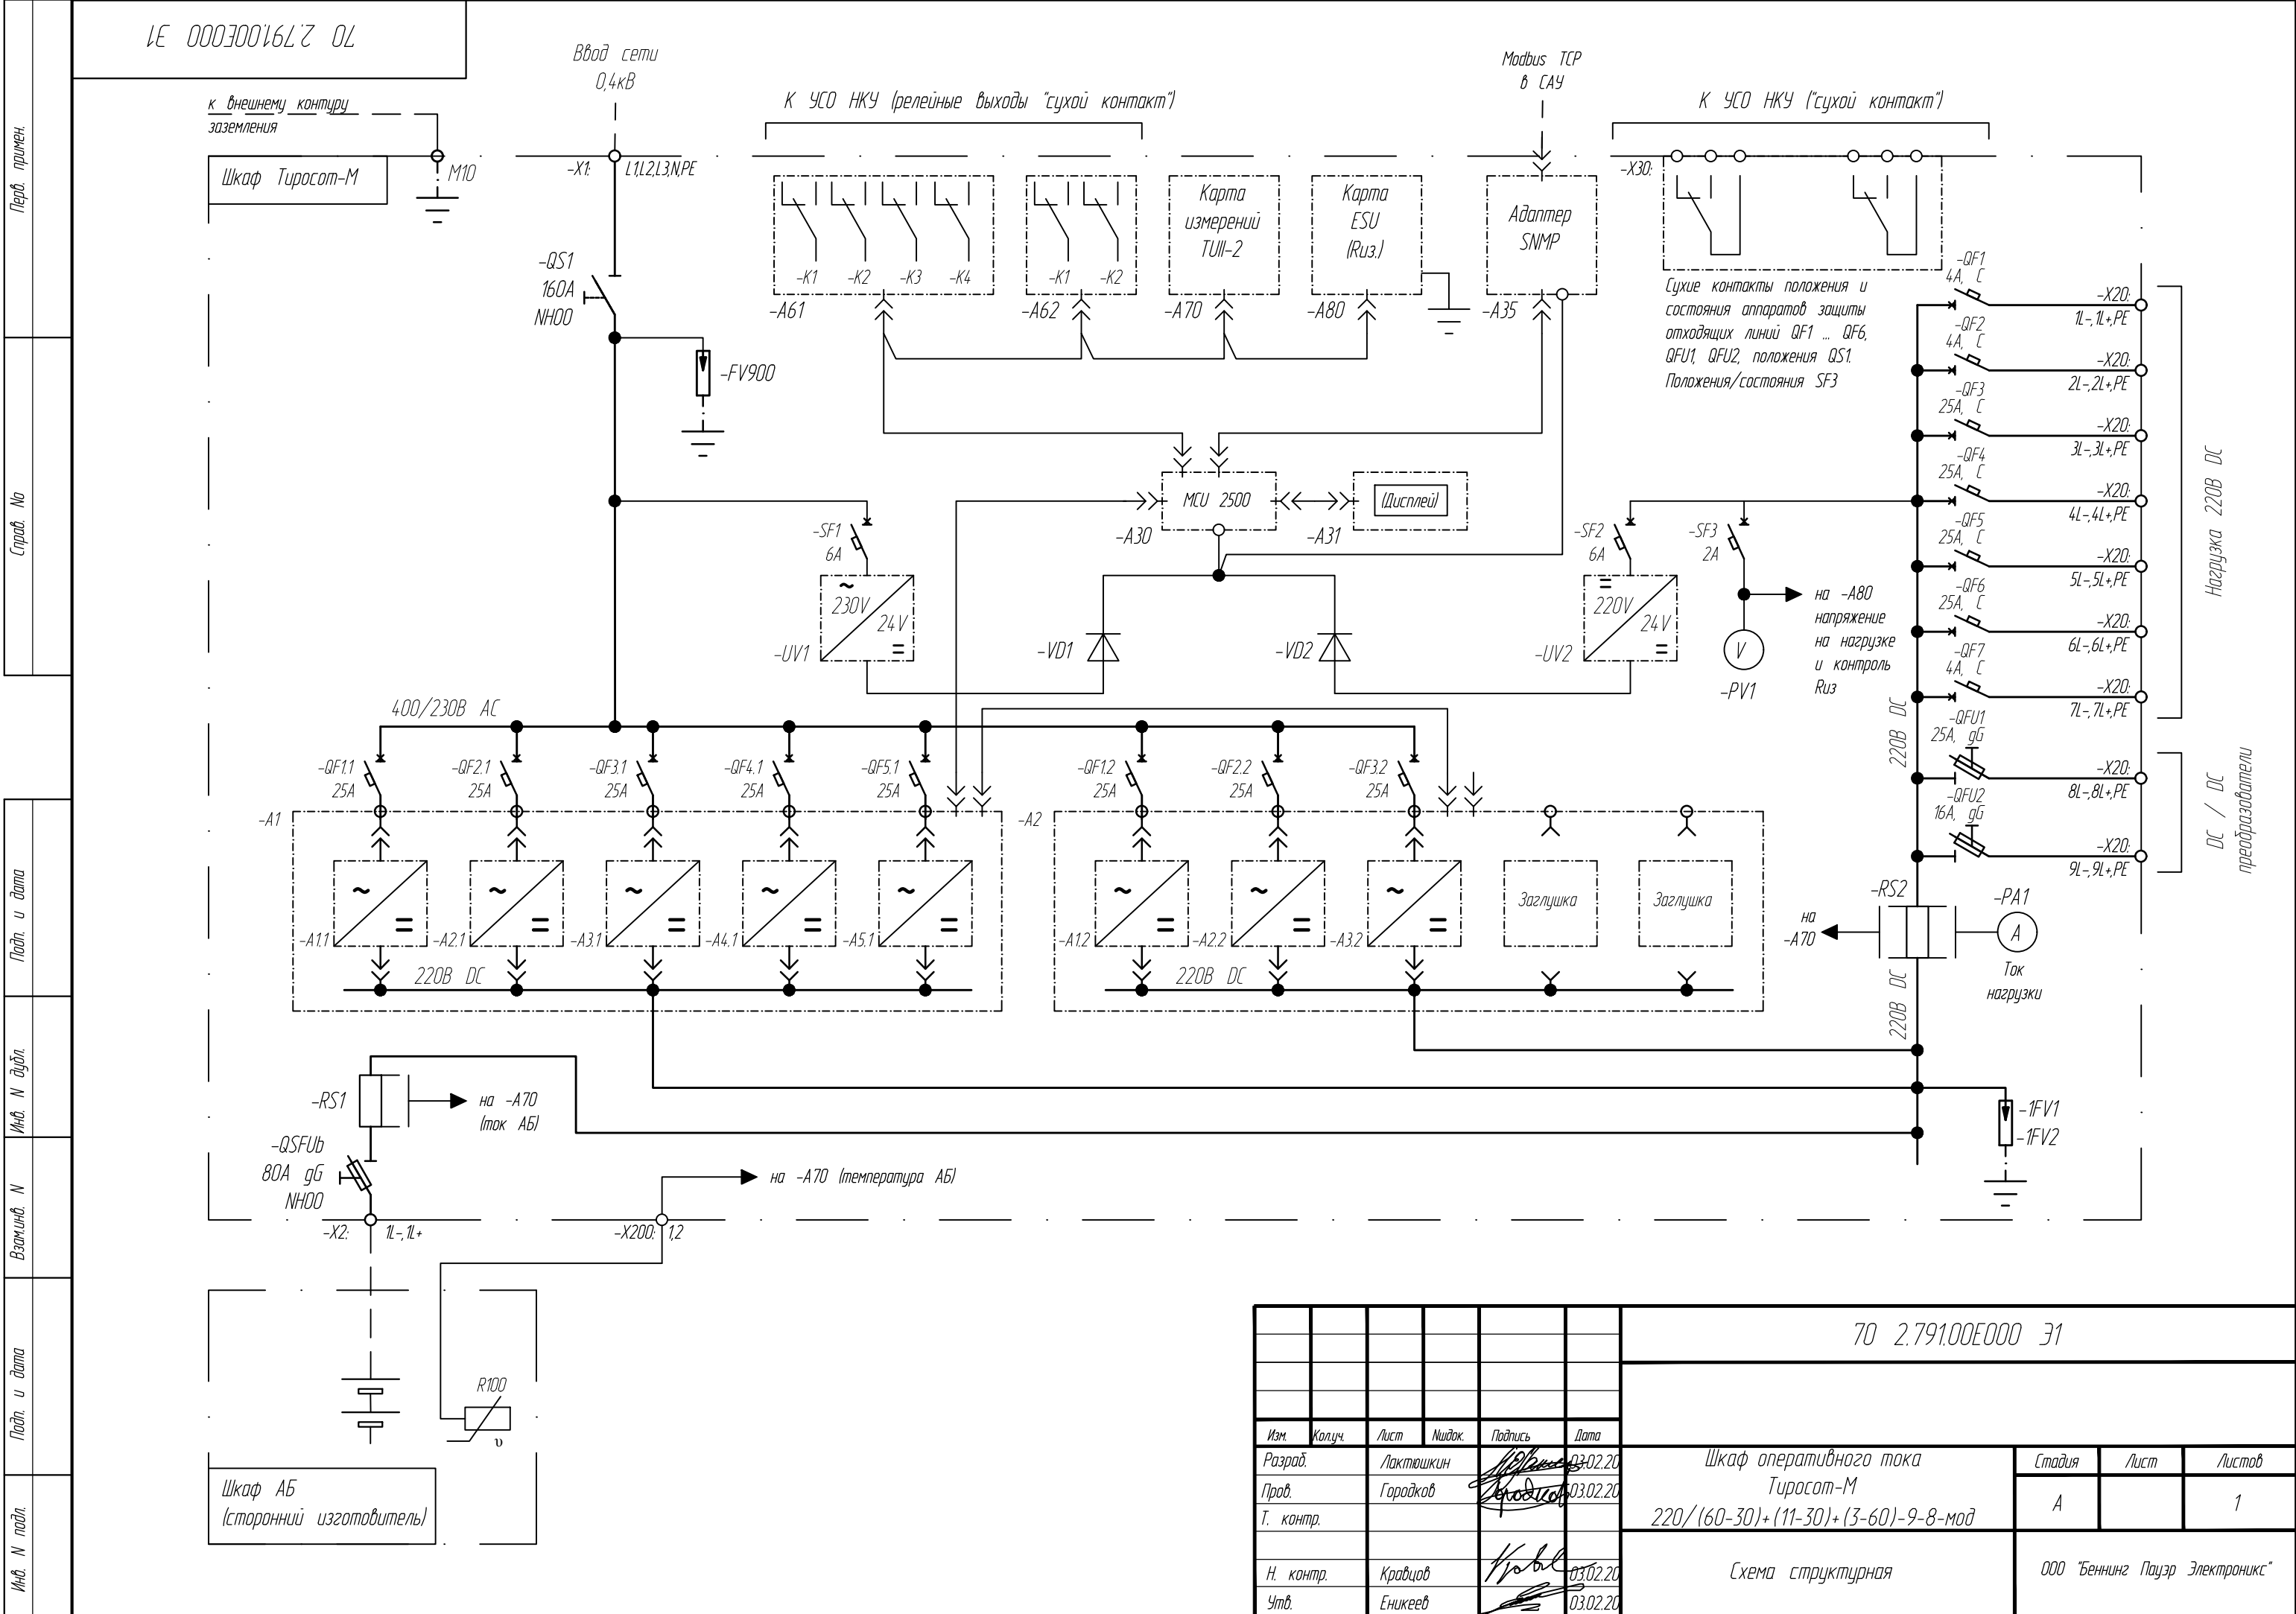 70 2.791.00Е000 Э1
Ввод сети
0,4кВ
Modbus TCP
в САУ
к внешнему контуру
заземления
К УСО НКУ (релейные выходы "сухой контакт")
К УСО НКУ ("сухой контакт")
Шкаф Тиросот-М
М10
-X1:
L1,L2,L3,N,PE
-X30:
-K1
-K2
-K3
-K4
-K1
-K2
Карта
измерений
TUII-2
Карта
ESU
(Rиз.)
Адаптер
SNMP
-A61
-A62
-A70
-A80
-A35
-QS1
160A
NH00
-FV900
Сухие контакты положения и
состояния аппаратов защиты
отходящих линий QF1 ... QF6,
QFU1, QFU2, положения QS1.
Положения/состояния SF3
-QF1
4A, C
-X20:
1L-,1L+,PE
-QF2
4A, C
-X20:
2L-,2L+,PE
-QF3
25A, C
-X20:
3L-,3L+,PE
-QF4
25A, C
-X20:
4L-,4L+,PE
-QF5
25A, C
-X20:
5L-,5L+,PE
-QF6
25A, C
-X20:
6L-,6L+,PE
-QF7
4A, C
-X20:
7L-,7L+,PE
-QFU1
25A, gG
-X20:
8L-,8L+,PE
-QFU2
16A, gG
-X20:
9L-,9L+,PE
Нагрузка 220В DC
DC / DC
преобразователи
220В DC
220В DC
MCU 2500
(Дисплей)
-A30
-A31
-SF1
6A
-SF2
6A
-SF3
2A
230V
24V
220V
24V
-UV1
-VD1
-VD2
-UV2
V
-PV1
на -A80
напряжение
на нагрузке
и контроль
Rиз
400/230В АС
-QF1.1
25A
-QF2.1
25A
-QF3.1
25A
-QF4.1
25A
-QF5.1
25A
-QF1.2
25A
-QF2.2
25A
-QF3.2
25A
-A1
-A2
-A1.1
-A2.1
-A3.1
-A4.1
-A5.1
-A1.2
-A2.2
-A3.2
Заглушка
Заглушка
220В DC
220В DC
-RS2
на
-A70
-PA1
A
Ток
нагрузки
-RS1
на -A70
(ток АБ)
-QSFUb
80A gG
NH00
-1FV1
-1FV2
на -A70 (температура АБ)
-X2:
1L-,1L+
-X200:
1,2
R100
υ
Шкаф АБ
(сторонний изготовитель)
Перв. примен.
Справ. No
Подп. и дата
Инв. N дубл.
Взам.инв. N
Подп. и дата
Инв. N подл.
70 2.791.00Е000 Э1
Изм.
Кол.уч.
Лист
Nшдок.
Подпись
Дата
Разраб.
Лактюшкин
03.02.20
Пров.
Городков
Городков
03.02.20
Т. контр.
Н. контр.
Кравцов
03.02.20
Утв.
Еникеев
03.02.20
Шкаф оперативного тока
Тиросот-М
220/(60-30)+(11-30)+(3-60)-9-8-мод
Стадия
Лист
Листов
А
1
Схема структурная
ООО "Беннинг Пауэр Электроникс"